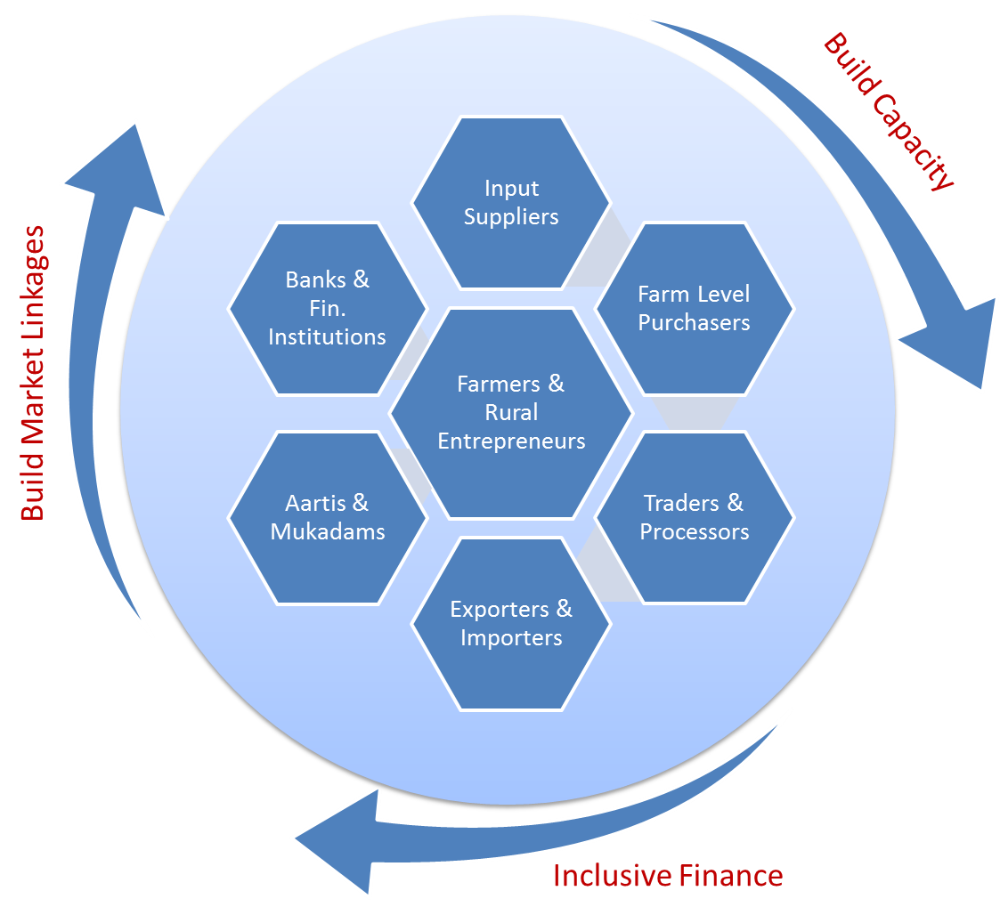 Build Capacity
Input
Suppliers
Banks &
Fin.
Institutions
Farm Level
Purchasers
Farmers &
Rural
Entrepreneurs
Build Market Linkages
Aartis &
Mukadams
Traders &
Processors
Exporters &
Importers
Inclusive Finance